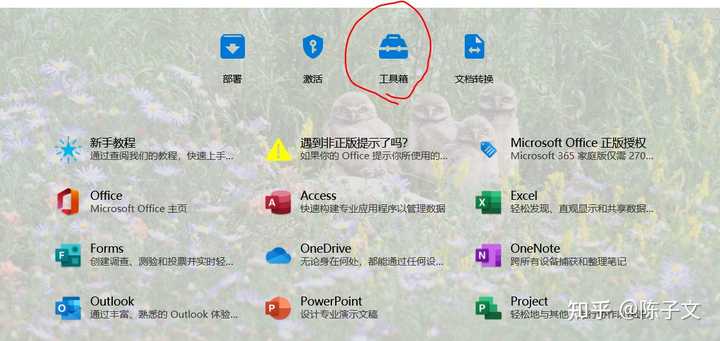 部署
激活
工具箱
文档转换
新手教程
通过查阅我们的教程，快速上手...
遇到非正版提示了吗?
如果你的 Office 提示你所使用的...
Microsoft Office 正版授权
Microsoft 365 家庭版仅需 270...
Office
Microsoft Office 主页
Access
快速构建专业应用程序以管理数据
Excel
轻松发现、直观显示和共享数据...
Forms
创建调查、测验和投票并实时轻...
OneDrive
无论身在何处，都能通过任何设...
OneNote
跨所有设备捕获和整理笔记
Outlook
通过丰富、熟悉的 Outlook 体验...
PowerPoint
设计专业演示文稿
Project
轻松地与其他
知乎 @陈子文